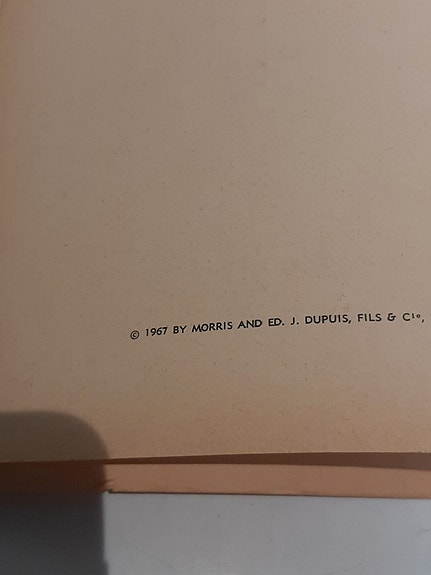 © 1967 BY MORRIS AND ED. J. DUPUIS, FILS & Cie,